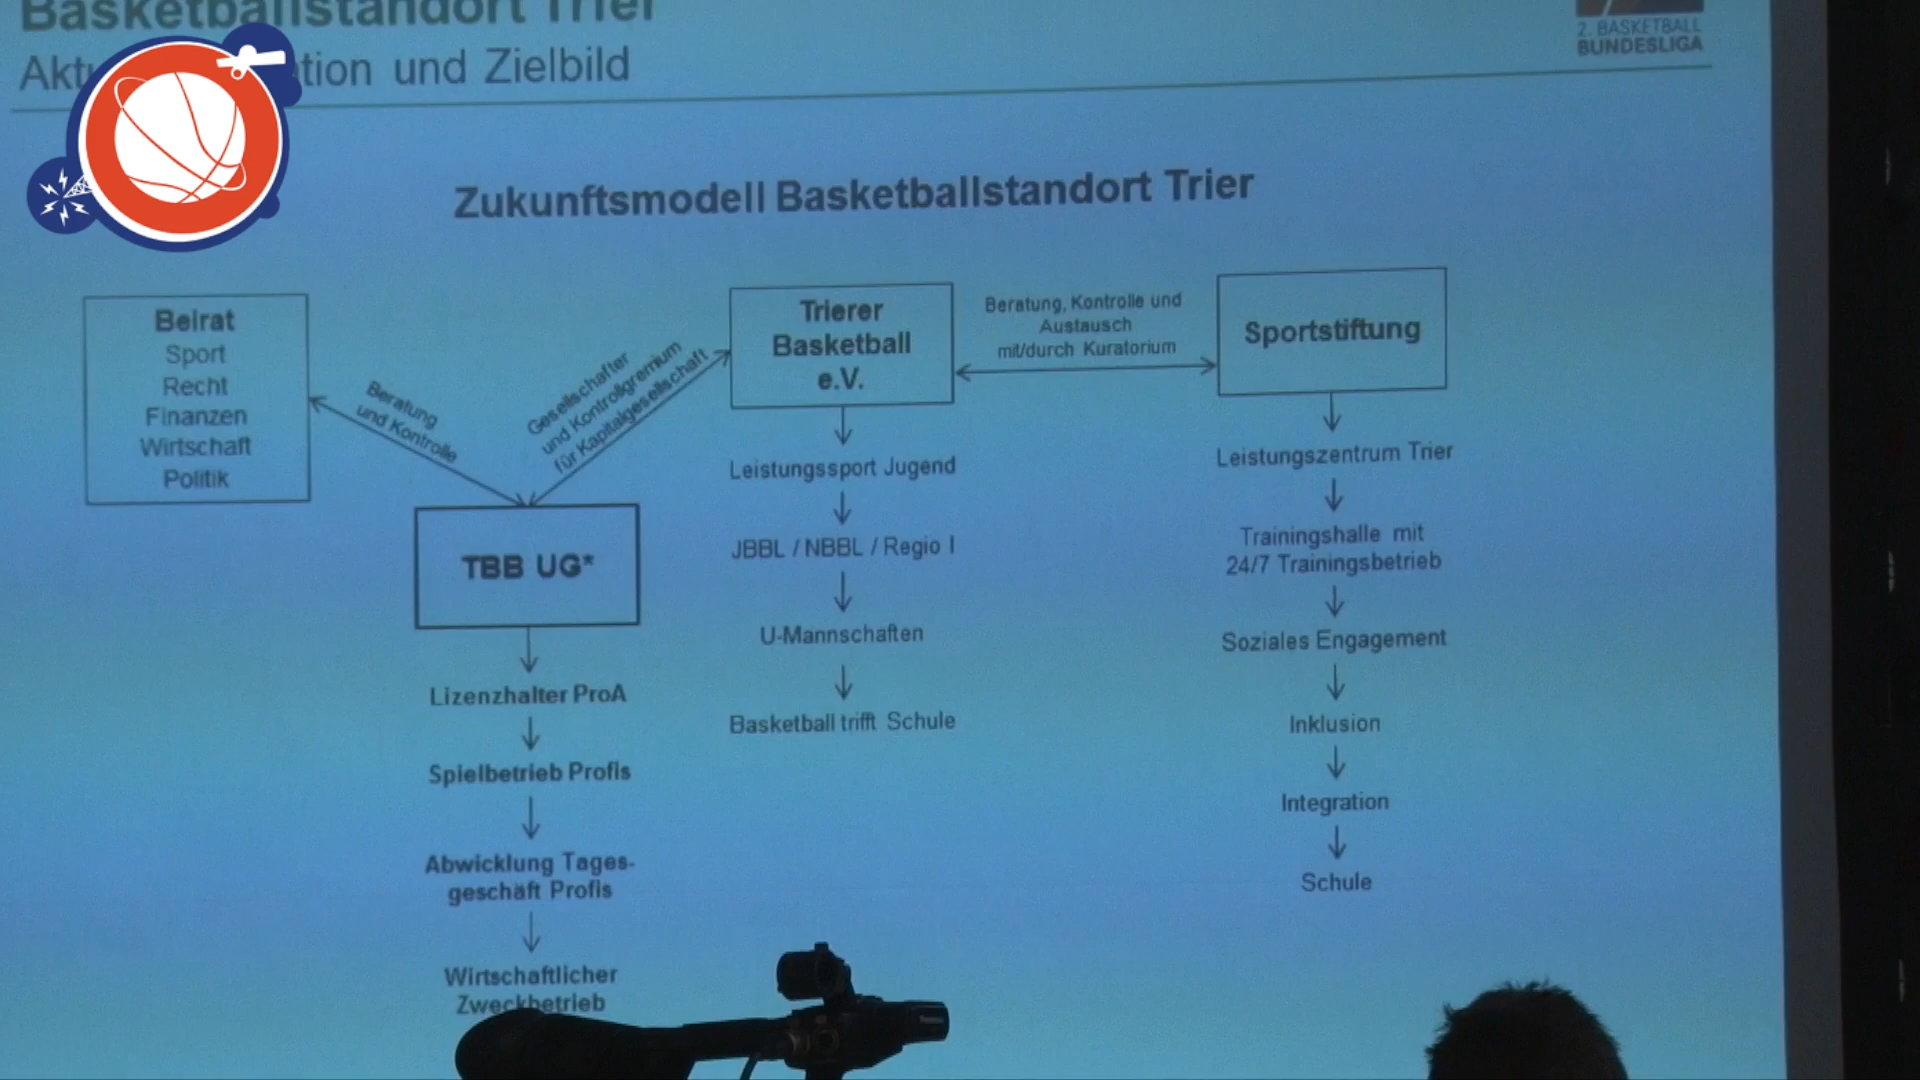 Basketballstandort Trier
und Zielbild
2. BASKETBALL
BUNDESLIGA
Zukunftsmodell Basketballstandort Trier
Beirat
Sport
Recht
Finanzen
Wirtschaft
Politik
Beratung
und Kontrolle
Gesellschafter
und Kontrollgremium
für Kapitalgesellschaft
Trierer
Basketball
e.V.
Beratung, Kontrolle und
Austausch
mit/durch Kuratorium
Sportstiftung
TBB UG*
Lizenzhalter ProA
Spielbetrieb Profis
Abwicklung Tages-
geschäft Profis
Wirtschaftlicher
Zweckbetrieb
Leistungssport Jugend
JBBL / NBBL / Regio I
U-Mannschaften
Basketball trifft Schule
Leistungszentrum Trier
Trainingshalle mit
24/7 Trainingsbetrieb
Soziales Engagement
Inklusion
Integration
Schule